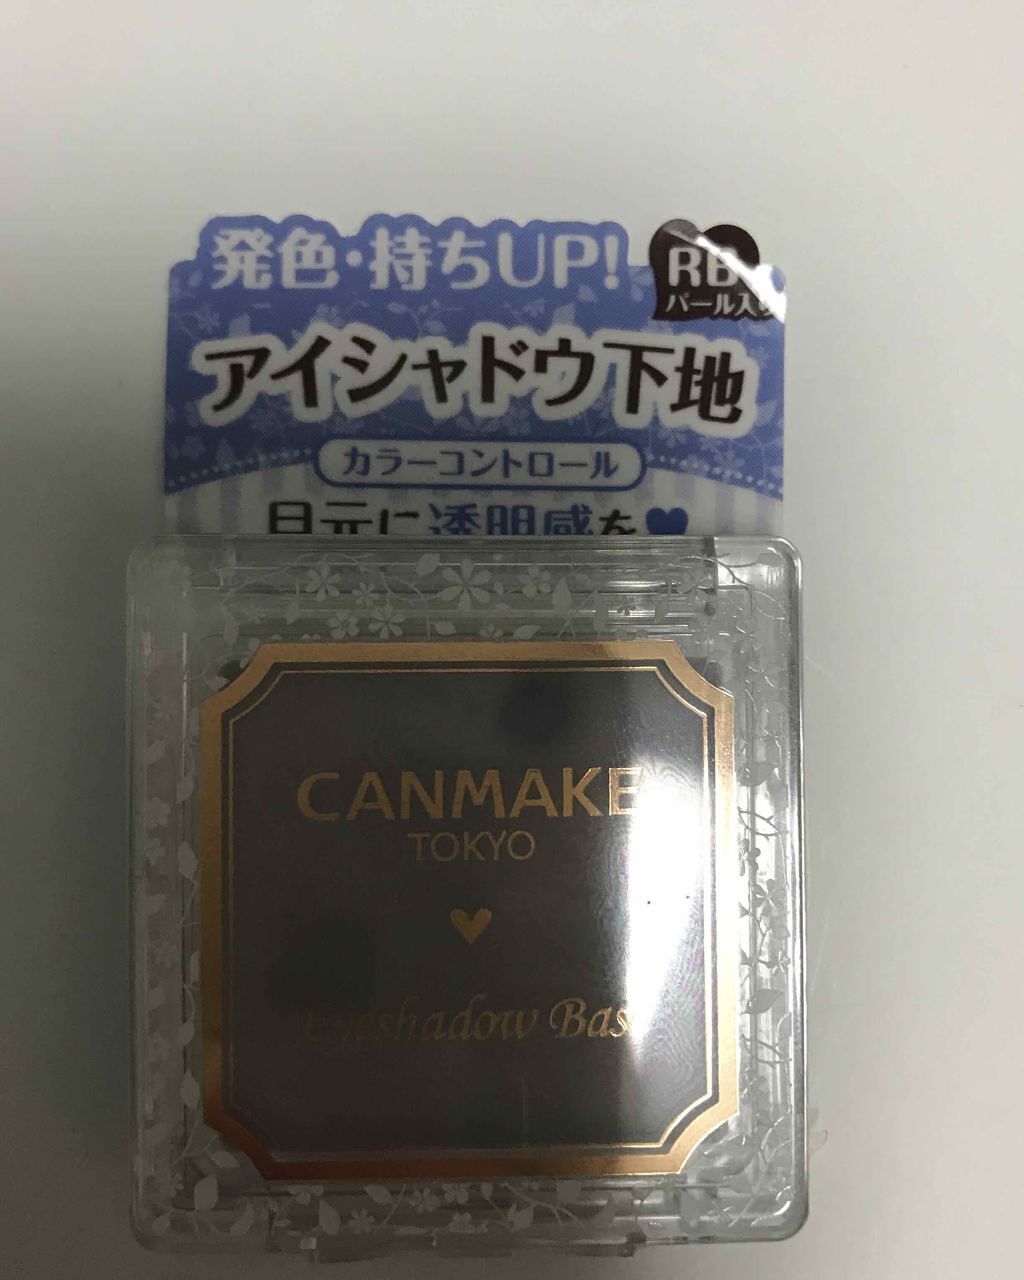 発色・持ちUP!
RB
パール入り
アイシャドウ下地
カラーコントロール
目元に透明感を♥
CANMAKE
TOKYO
Eyeshadow Base